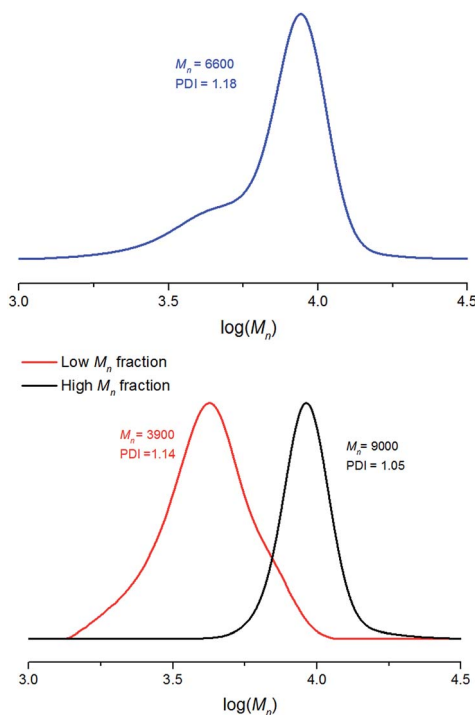 Mn = 6600
PDI = 1.18
3.0 3.5 4.0 4.5
log(Mn)
Low Mn fraction
High Mn fraction
Mn = 3900
PDI =1.14
Mn = 9000
PDI = 1.05
3.0 3.5 4.0 4.5
log(Mn)